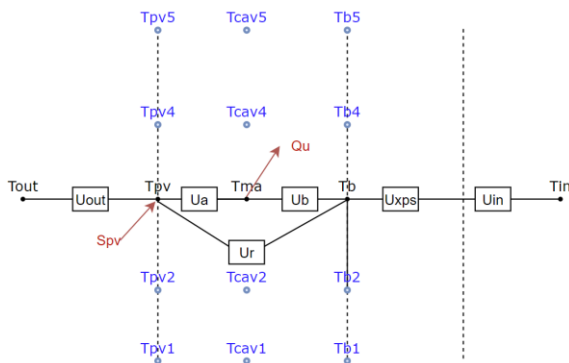 Tpv5 Tcav5 Tb5
Tpv4 Tcav4 Tb4
Qu
Tout Tpv Tma Tb Tin
Uout Ua Ub Uxps Uin
Spv
Ur
Tpv2 Tcav2 Tb2
Tpv1 Tcav1 Tb1